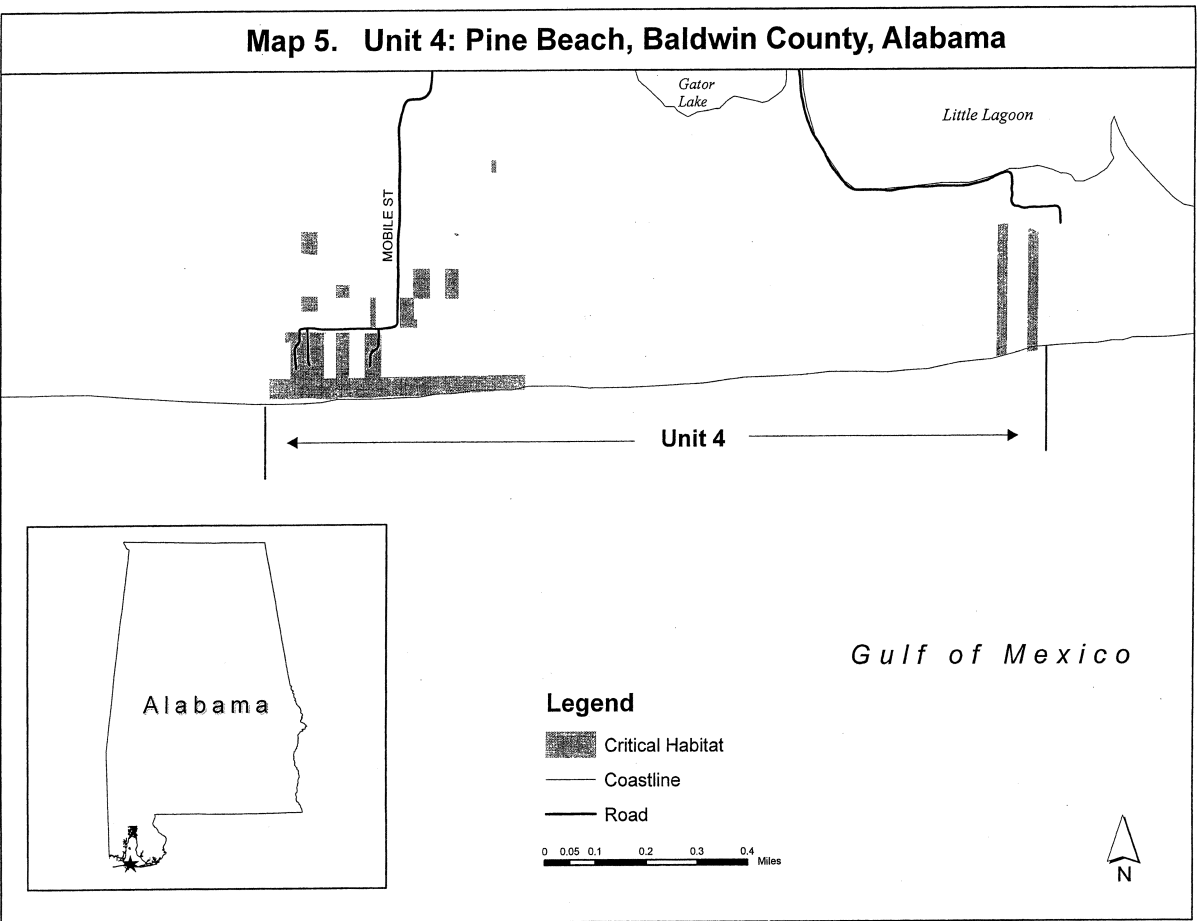 Map 5. Unit 4: Pine Beach, Baldwin County, Alabama
Gator
Lake
Little Lagoon
MOBILE ST
Unit 4
Gulf of Mexico
Alabama
Legend
Critical Habitat
Coastline
Road
0 0.05 0.1 0.2 0.3 0.4
Miles
N